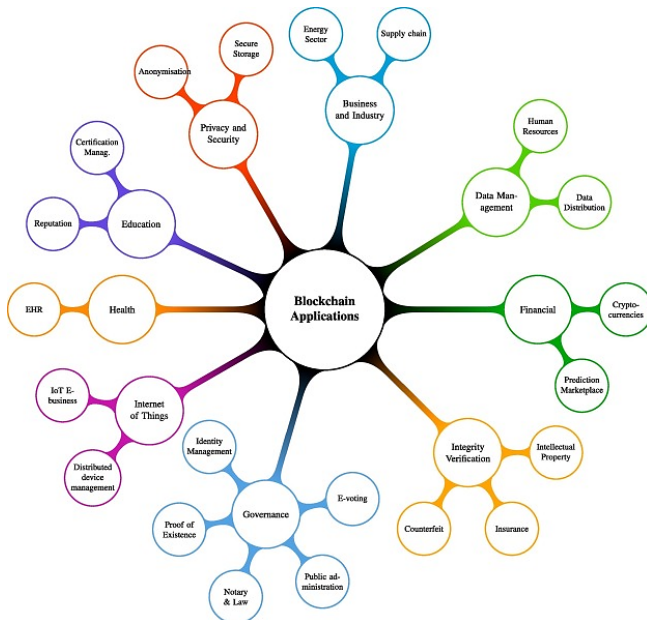 Energy
Sector
Supply chain
Secure
Storage
Anonymisation
Business
and Industry
Privacy and
Security
Human
Resources
Certification
Manag.
Data Man-
agement
Data
Distribution
Reputation
Education
Blockchain
Applications
EHR
Health
Financial
Crypto-
currencies
Prediction
Marketplace
IoT E-
business
Internet
of Things
Identity
Management
Integrity
Verification
Intellectual
Property
Distributed
device
management
E-voting
Governance
Proof of
Existence
Counterfeit
Insurance
Public ad-
ministration
Notary
& Law